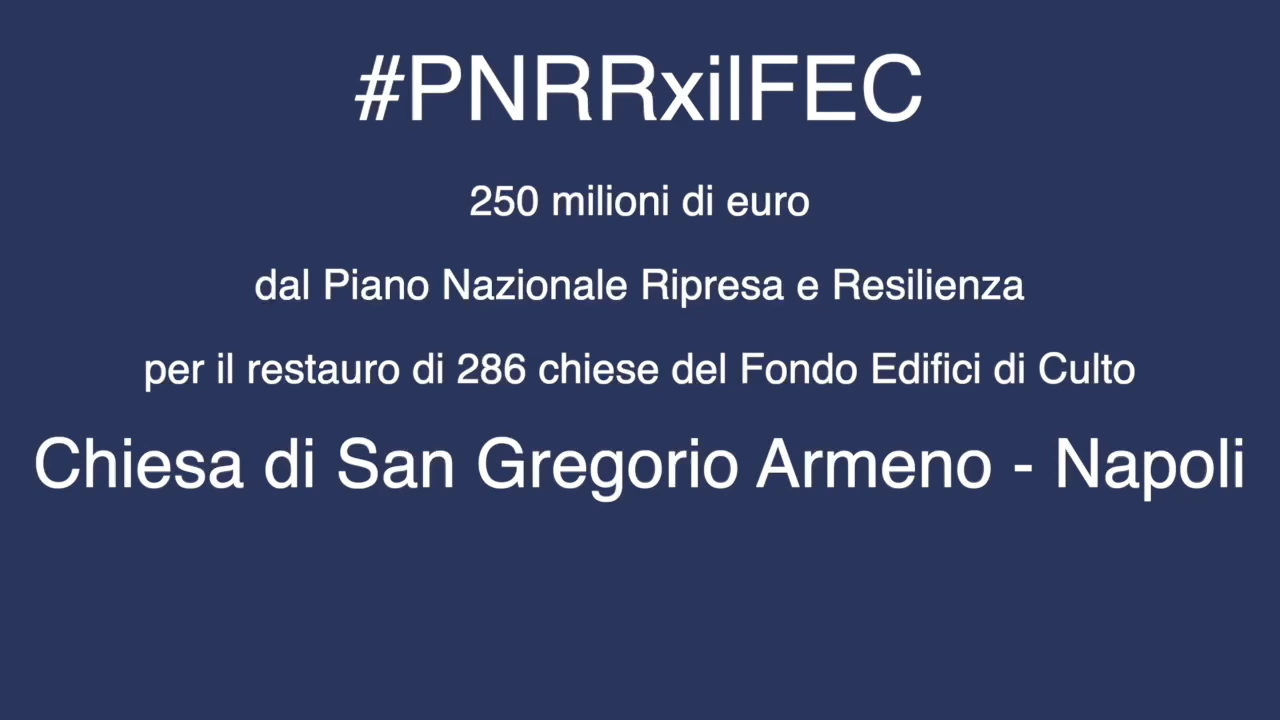 #PNRRxilFEC
250 milioni di euro
dal Piano Nazionale Ripresa e Resilienza
per il restauro di 286 chiese del Fondo Edifici di Culto
Chiesa di San Gregorio Armeno - Napoli